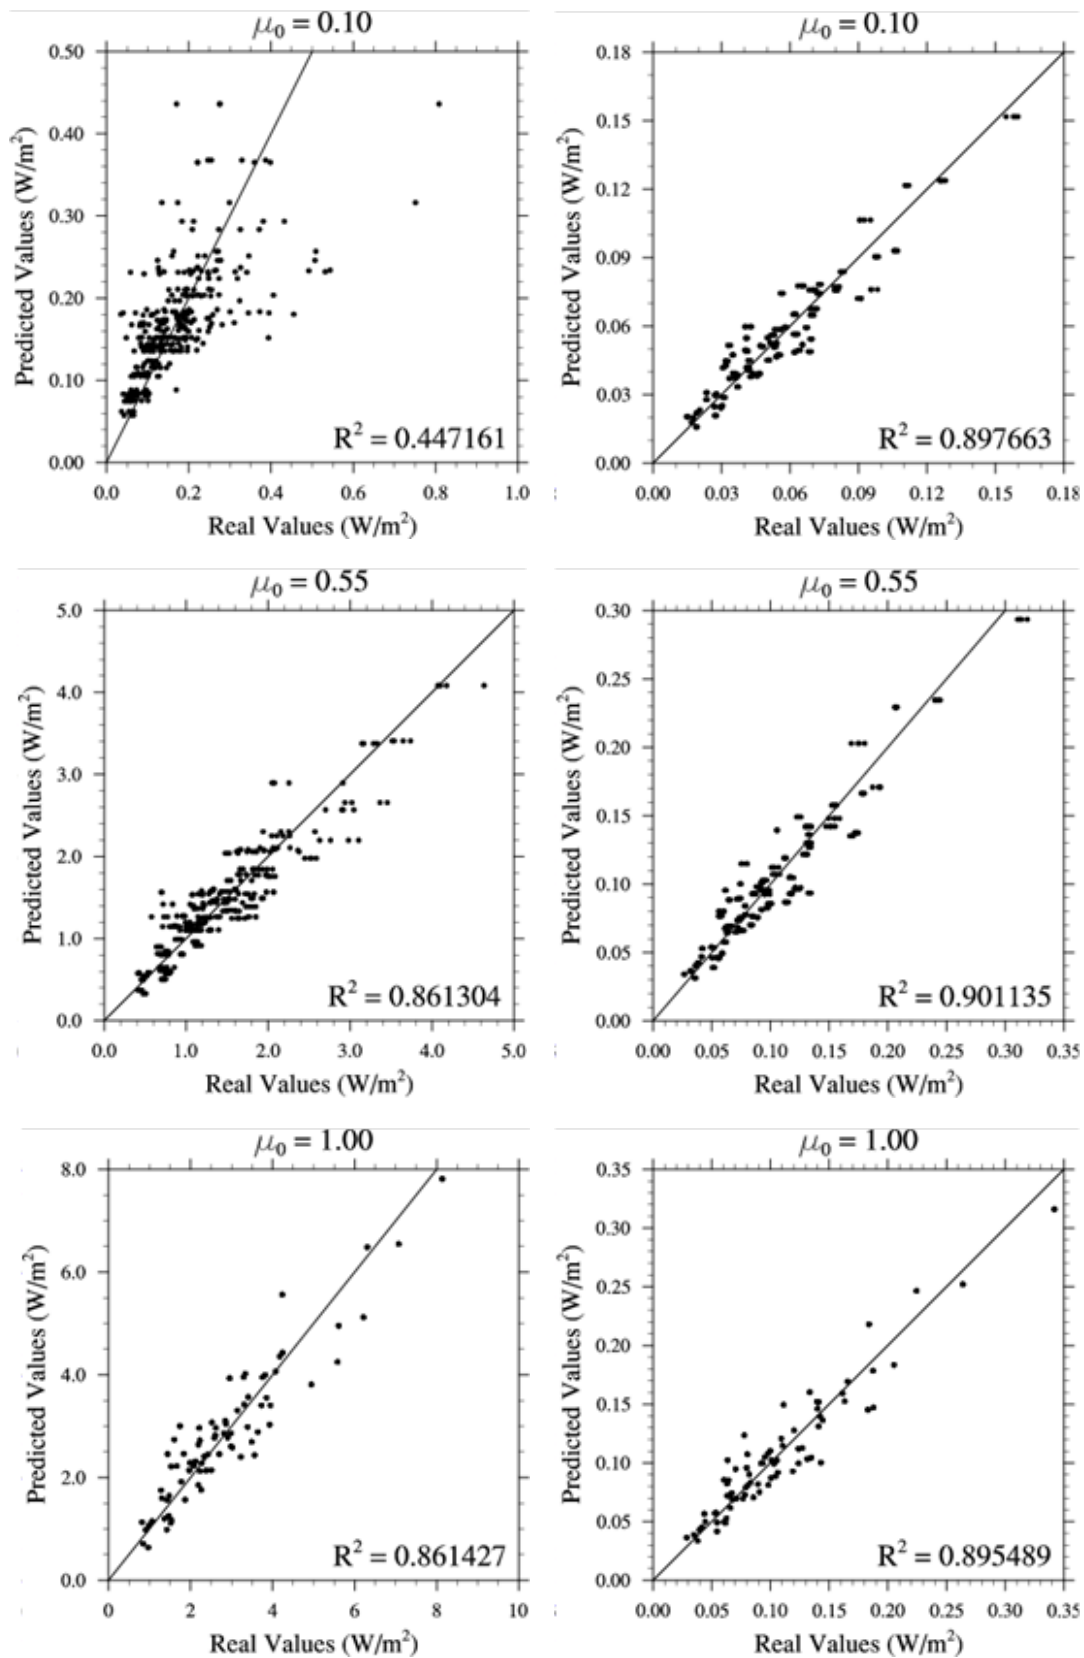 μ₀ = 0.10
0.50
0.40
0.30
0.20
0.10
0.00
Predicted Values (W/m²)
R² = 0.447161
0.0 0.2 0.4 0.6 0.8 1.0
Real Values (W/m²)
μ₀ = 0.10
0.18
0.15
0.12
0.09
0.06
0.03
0.00
Predicted Values (W/m²)
R² = 0.897663
0.00 0.03 0.06 0.09 0.12 0.15 0.18
Real Values (W/m²)
μ₀ = 0.55
5.0
4.0
3.0
2.0
1.0
0.0
Predicted Values (W/m²)
R² = 0.861304
0.0 1.0 2.0 3.0 4.0 5.0
Real Values (W/m²)
μ₀ = 0.55
0.30
0.20
0.10
0.00
Predicted Values (W/m²)
R² = 0.901135
0.00 0.05 0.10 0.15 0.20 0.25 0.30 0.35
Real Values (W/m²)
μ₀ = 1.00
8.0
6.0
4.0
2.0
0.0
Predicted Values (W/m²)
R² = 0.861427
0 2 4 6 8 10
Real Values (W/m²)
μ₀ = 1.00
0.35
0.30
0.25
0.20
0.15
0.10
0.05
0.00
Predicted Values (W/m²)
R² = 0.895489
0.00 0.05 0.10 0.15 0.20 0.25 0.30 0.35
Real Values (W/m²)